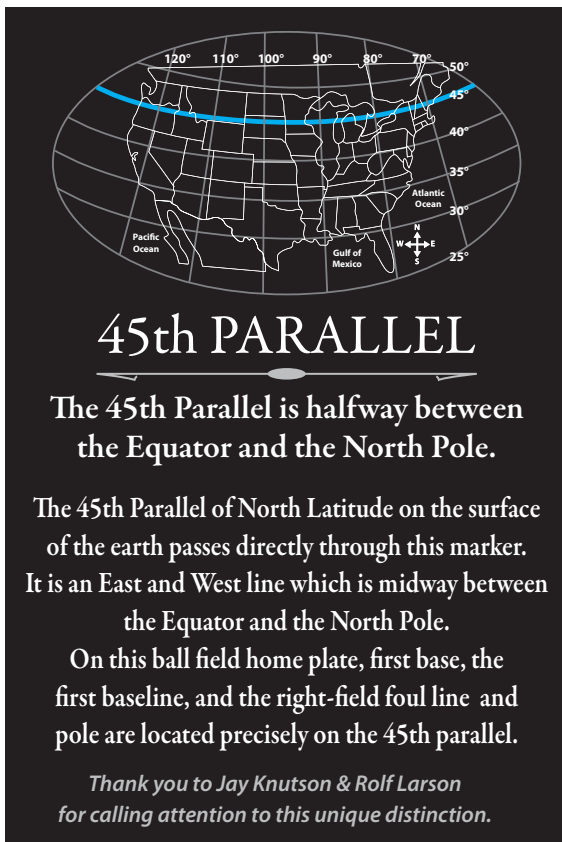 120° 110° 100° 90° 80° 70°
50°
45°
40°
35°
30°
25°
Atlantic
Ocean
Pacific
Ocean
Gulf of
Mexico
N
W E
S
45th PARALLEL
The 45th Parallel is halfway between
the Equator and the North Pole.
The 45th Parallel of North Latitude on the surface
of the earth passes directly through this marker.
It is an East and West line which is midway between
the Equator and the North Pole.
On this ball field home plate, first base, the
first baseline, and the right-field foul line and
pole are located precisely on the 45th parallel.
Thank you to Jay Knutson & Rolf Larson
for calling attention to this unique distinction.